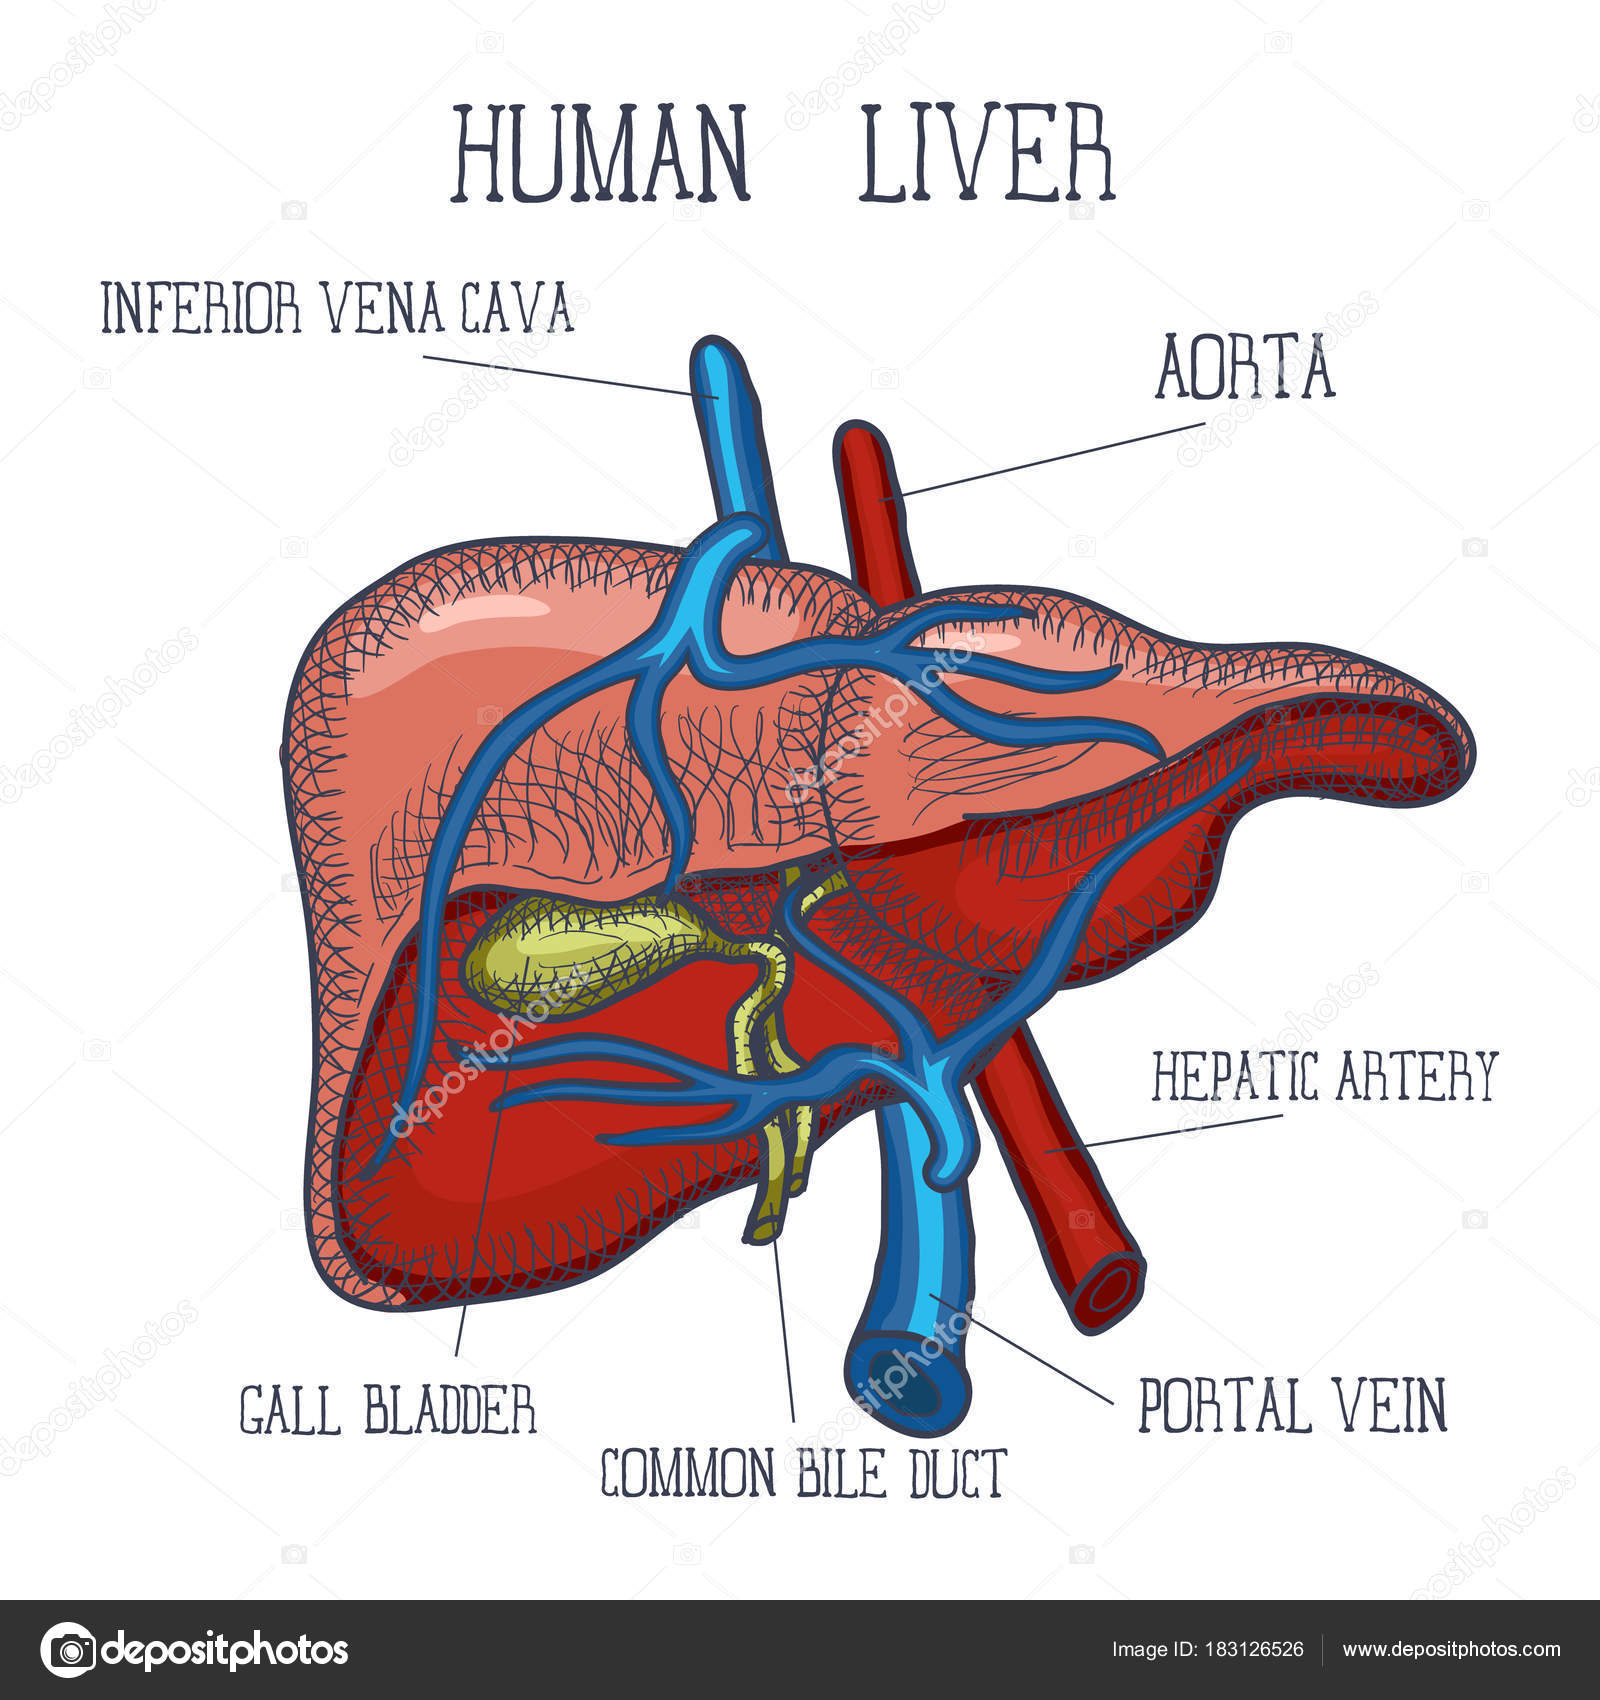 HUMAN LIVER
INFERIOR VENA CAVA
AORTA
HEPATIC ARTERY
GALL BLADDER
PORTAL VEIN
COMMON BILE DUCT
depositphotos
Image ID: 183126526
www.depositphotos.com